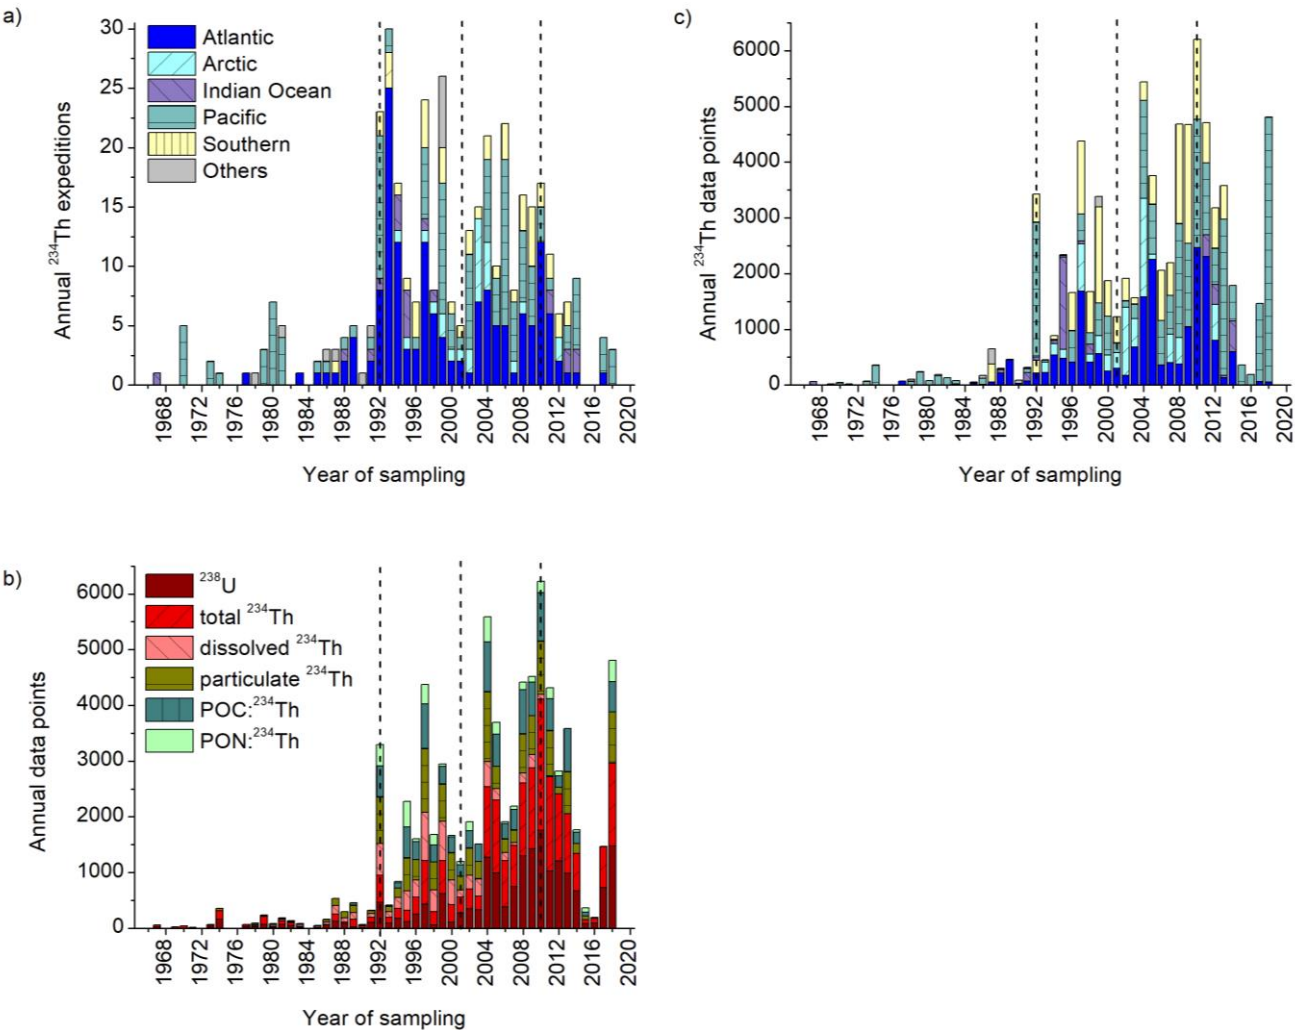 a)
Annual ²³⁴Th expeditions
30
25
20
15
10
5
0
Atlantic
Arctic
Indian Ocean
Pacific
Southern
Others
1968 1972 1976 1980 1984 1988 1992 1996 2000 2004 2008 2012 2016 2020
Year of sampling
c)
Annual ²³⁴Th data points
6000
5000
4000
3000
2000
1000
0
1968 1972 1976 1980 1984 1988 1992 1996 2000 2004 2008 2012 2016 2020
Year of sampling
b)
Annual data points
6000
5000
4000
3000
2000
1000
0
²³⁸U
total ²³⁴Th
dissolved ²³⁴Th
particulate ²³⁴Th
POC:²³⁴Th
PON:²³⁴Th
1968 1972 1976 1980 1984 1988 1992 1996 2000 2004 2008 2012 2016 2020
Year of sampling